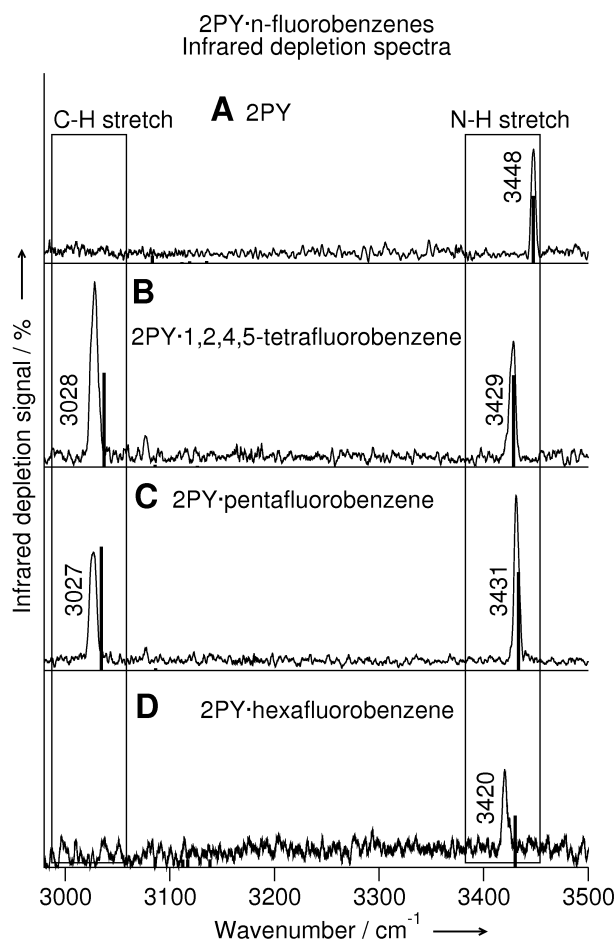 2PY·n-fluorobenzenes
Infrared depletion spectra
A 2PY
C-H stretch
N-H stretch
3448
B
2PY·1,2,4,5-tetrafluorobenzene
3028
3429
C 2PY·pentafluorobenzene
3027
3431
D 2PY·hexafluorobenzene
3420
Infrared depletion signal / %
3000 3100 3200 3300 3400 3500
Wavenumber / cm⁻¹